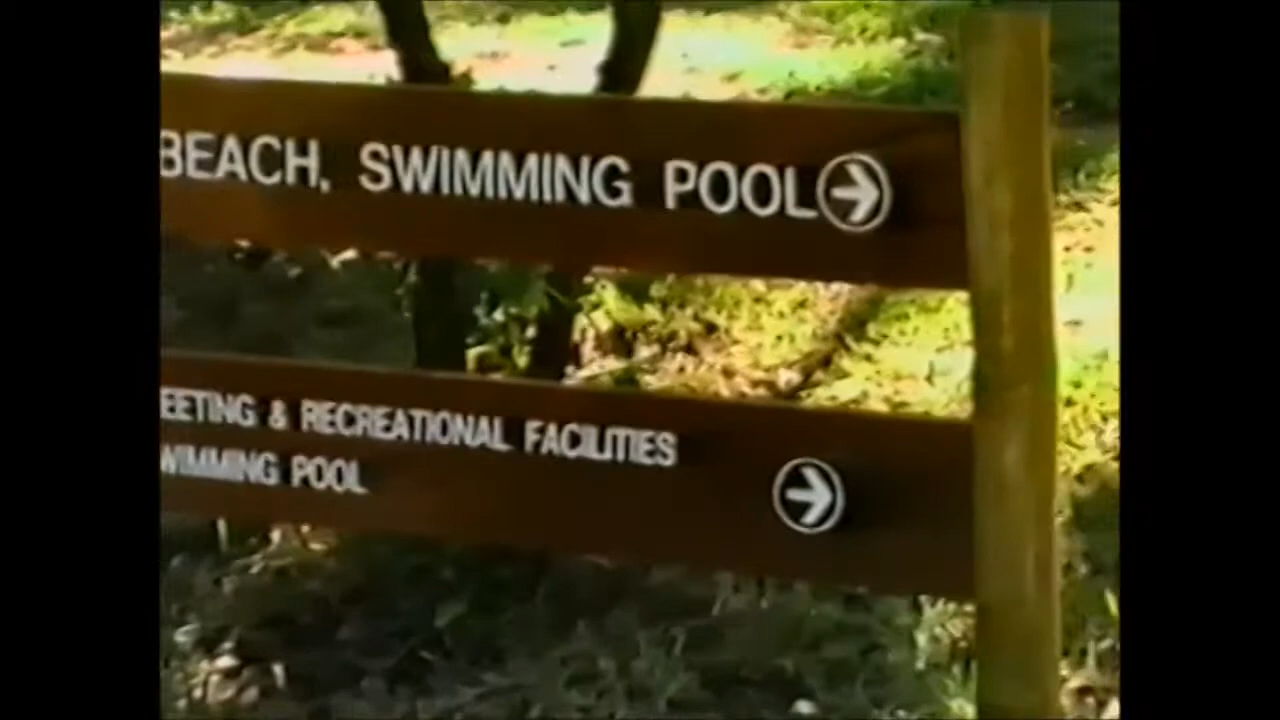 BEACH, SWIMMING POOL
EETING & RECREATIONAL FACILITIES
WIMMING POOL